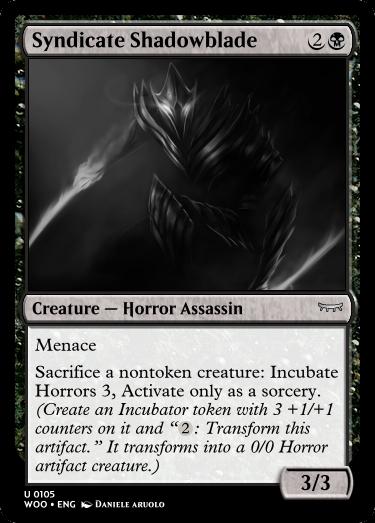 Syndicate Shadowblade 2
Creature — Horror Assassin
Menace
Sacrifice a nontoken creature: Incubate
Horrors 3, Activate only as a sorcery.
(Create an Incubator token with 3 +1/+1
counters on it and “2: Transform this
artifact.” It transforms into a 0/0 Horror
artifact creature.)
3/3
U 0105
WOO • ENG Daniele Aruolo